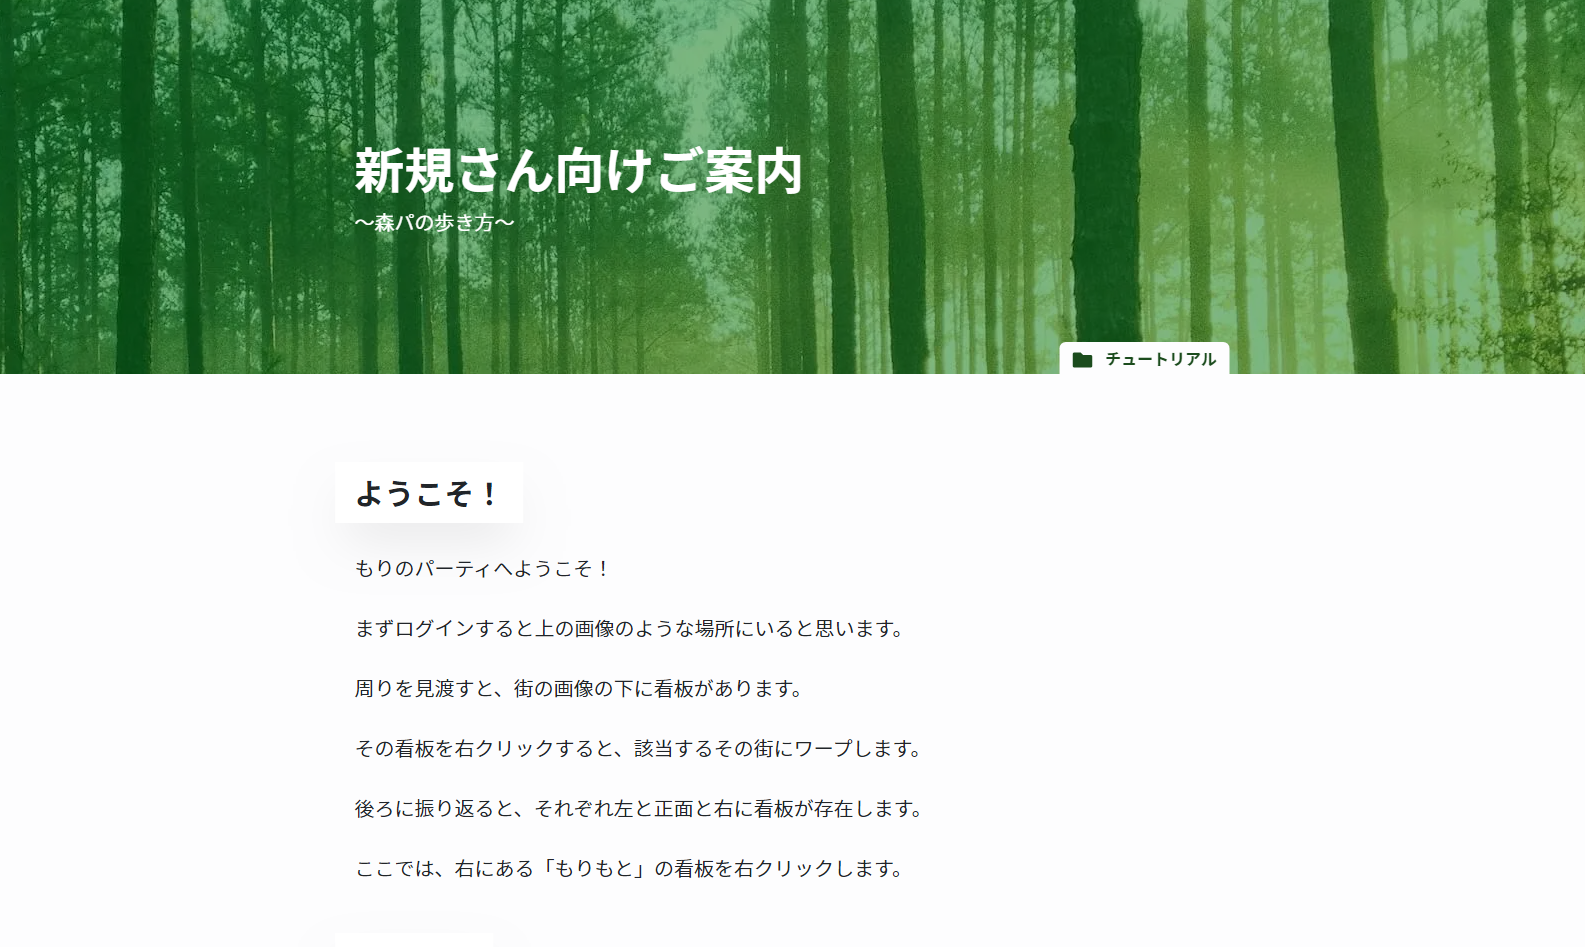 新規さん向けご案内
〜森パの歩き方〜
チュートリアル
ようこそ！
もりのパーティへようこそ！
まずログインすると上の画像のような場所にいると思います。
周りを見渡すと、街の画像の下に看板があります。
その看板を右クリックすると、該当するその街にワープします。
後ろに振り返ると、それぞれ左と正面と右に看板が存在します。
ここでは、右にある「もりもと」の看板を右クリックします。